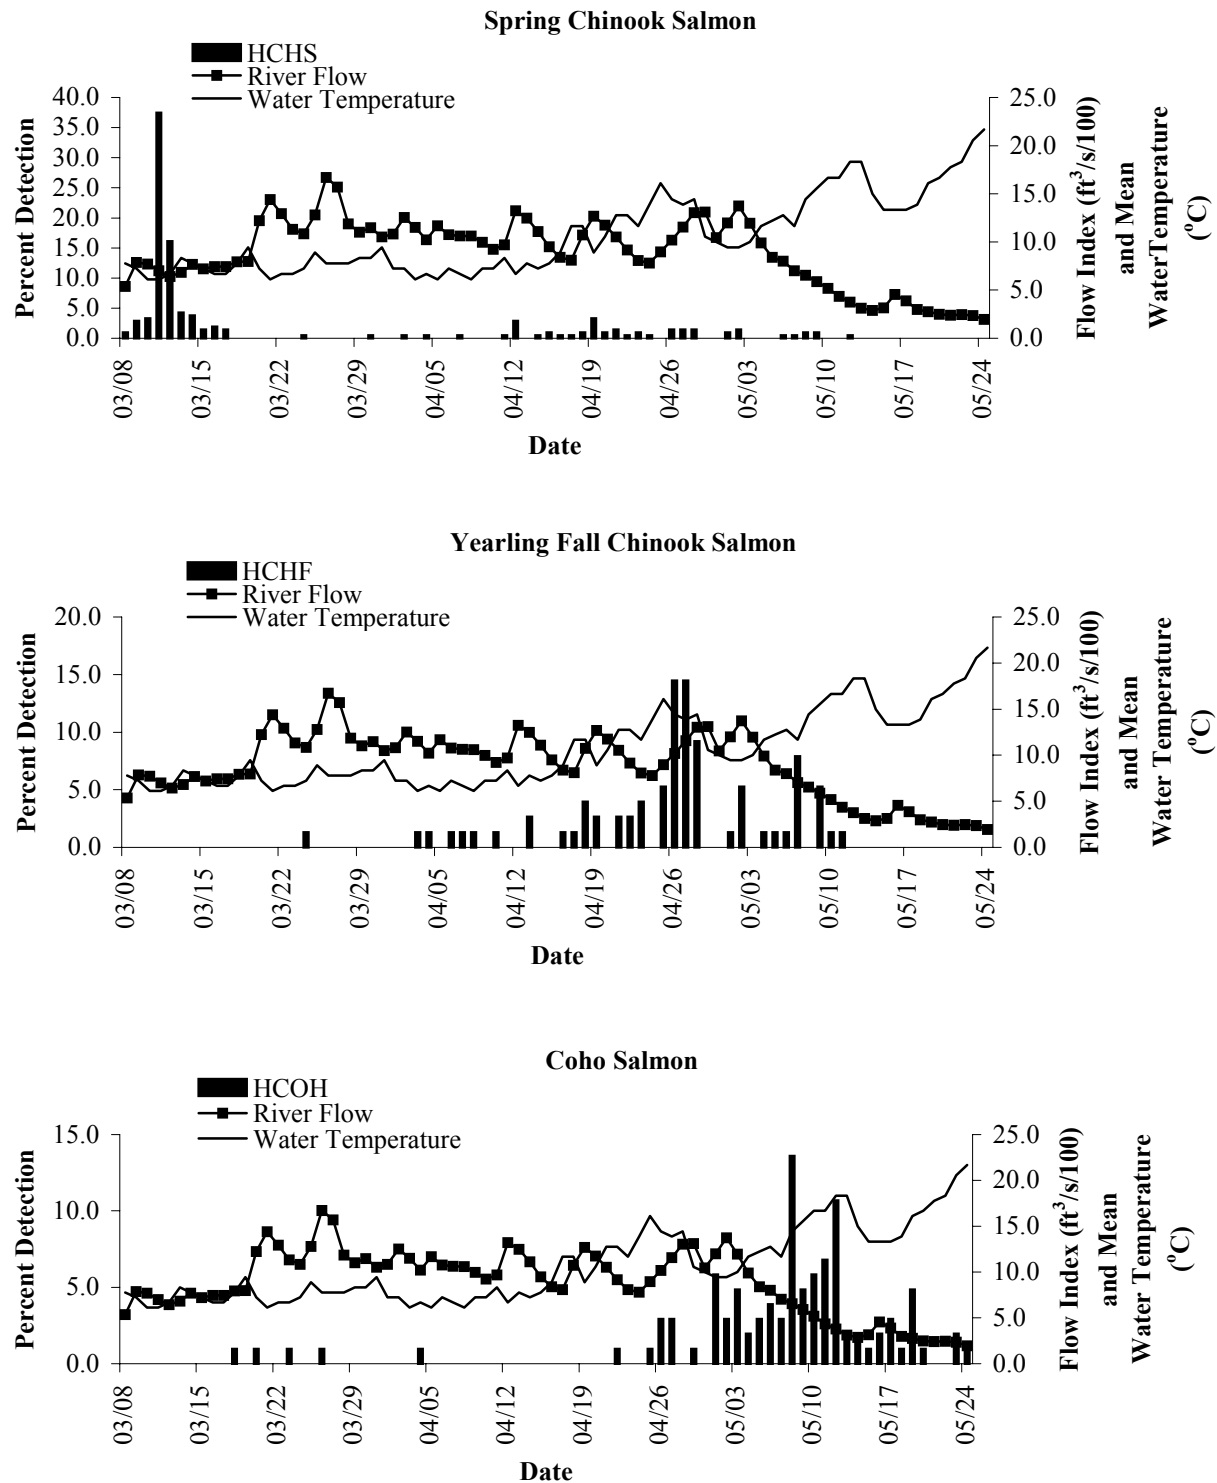 Spring Chinook Salmon
HCHS
River Flow
Water Temperature
40.0
35.0
30.0
25.0
20.0
15.0
10.0
5.0
0.0
Percent Detection
25.0
20.0
15.0
10.0
5.0
0.0
Flow Index (ft³/s/100)
and Mean
WaterTemperature
(ºC)
03/08
03/15
03/22
03/29
04/05
04/12
04/19
04/26
05/03
05/10
05/17
05/24
Date
Yearling Fall Chinook Salmon
HCHF
River Flow
Water Temperature
20.0
15.0
10.0
5.0
0.0
Percent Detection
25.0
20.0
15.0
10.0
5.0
0.0
Flow Index (ft³/s/100)
and Mean
Water Temperature
(ºC)
03/08
03/15
03/22
03/29
04/05
04/12
04/19
04/26
05/03
05/10
05/17
05/24
Date
Coho Salmon
HCOH
River Flow
Water Temperature
15.0
10.0
5.0
0.0
Percent Detection
25.0
20.0
15.0
10.0
5.0
0.0
Flow Index (ft³/s/100)
and Mean
Water Temperature
(ºC)
03/08
03/15
03/22
03/29
04/05
04/12
04/19
04/26
05/03
05/10
05/17
05/24
Date